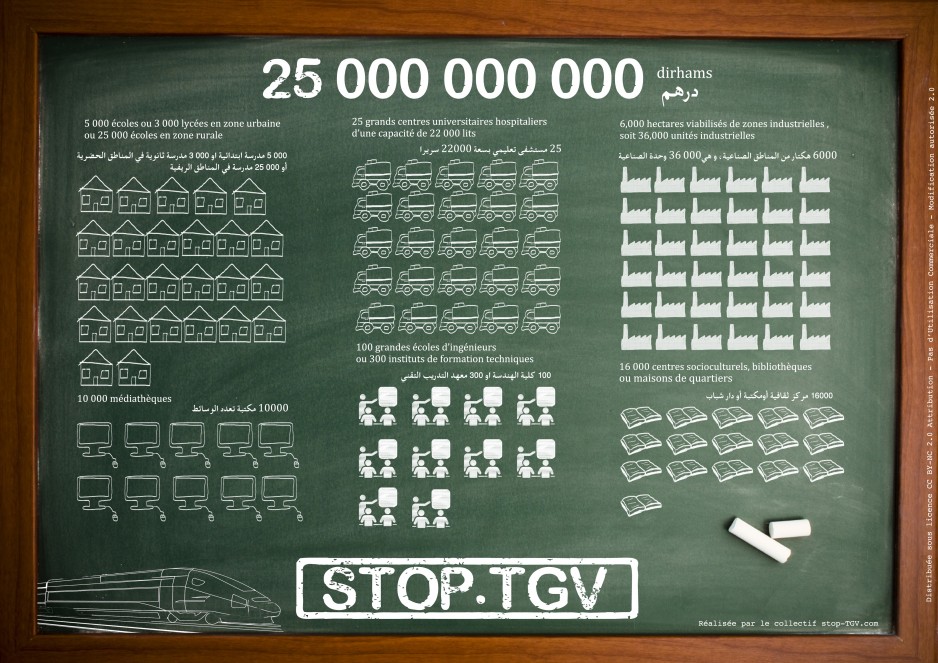 25 000 000 000 dirhams
درهم
5 000 écoles ou 3 000 lycées en zone urbaine
ou 25 000 écoles en zone rurale
5 000 مدرسة ابتدائية او 3 000 مدرسة ثانوية في المناطق الحضرية
أو 25 000 مدرسة في المناطق الريفية
10 000 médiathèques
10000 مكتبة تعدد الوسائط
25 grands centres universitaires hospitaliers
d'une capacité de 22 000 lits
25 مستشفى تعليمي بسعة 22000 سريرا
100 grandes écoles d'ingénieurs
ou 300 instituts de formation techniques
100 كلية الهندسة او 300 معهد التدريب التقني
6,000 hectares viabilisés de zones industrielles ,
soit 36,000 unités industrielles
6000 هكتار من المناطق الصناعية ، و هي 36 000 وحدة الصناعية
16 000 centres socioculturels, bibliothèques
ou maisons de quartiers
16000 مركز ثقافية أومكتبة أو دار شباب
STOP.TGV
Réalisée par le collectif stop-TGV.com
Distribuée sous licence CC BY-NC 2.0 Attribution - Pas d'Utilisation Commerciale - Modification autorisée 2.0